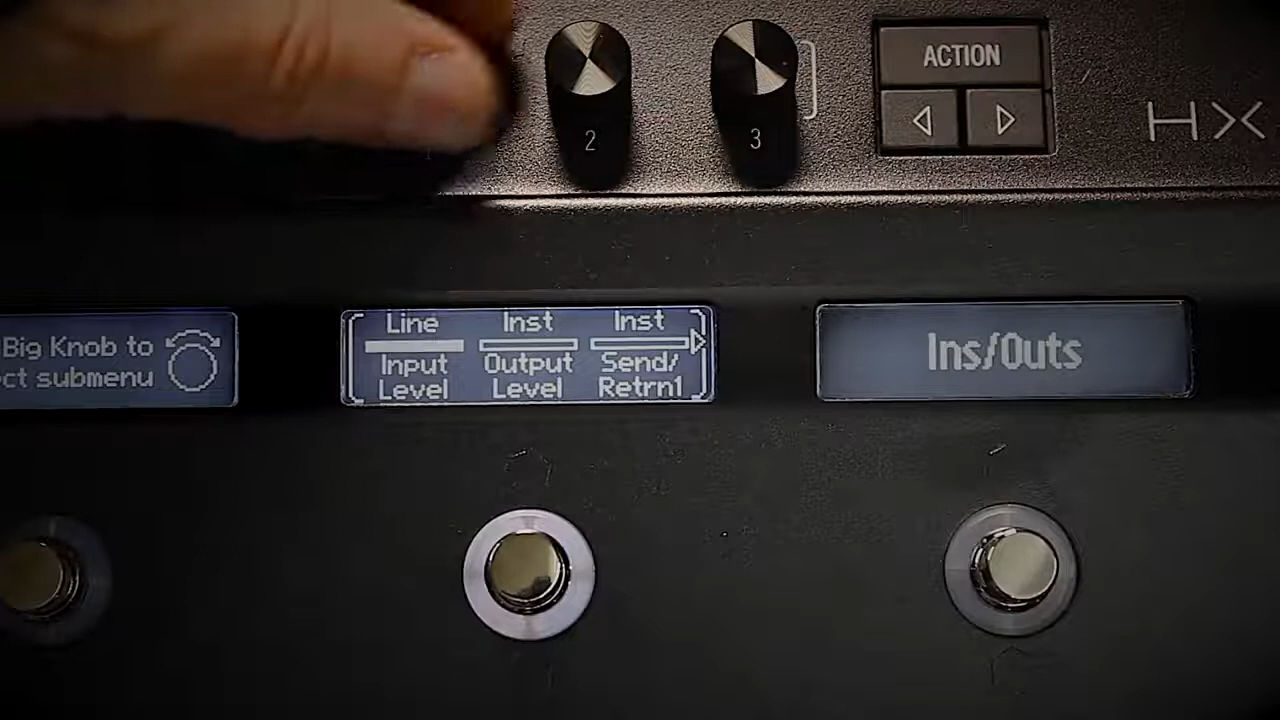 2
3
ACTION
HX
Big Knob to
ct submenu
Line Inst Inst
Input Output Send/
Level Level Retrn1
Ins/Outs